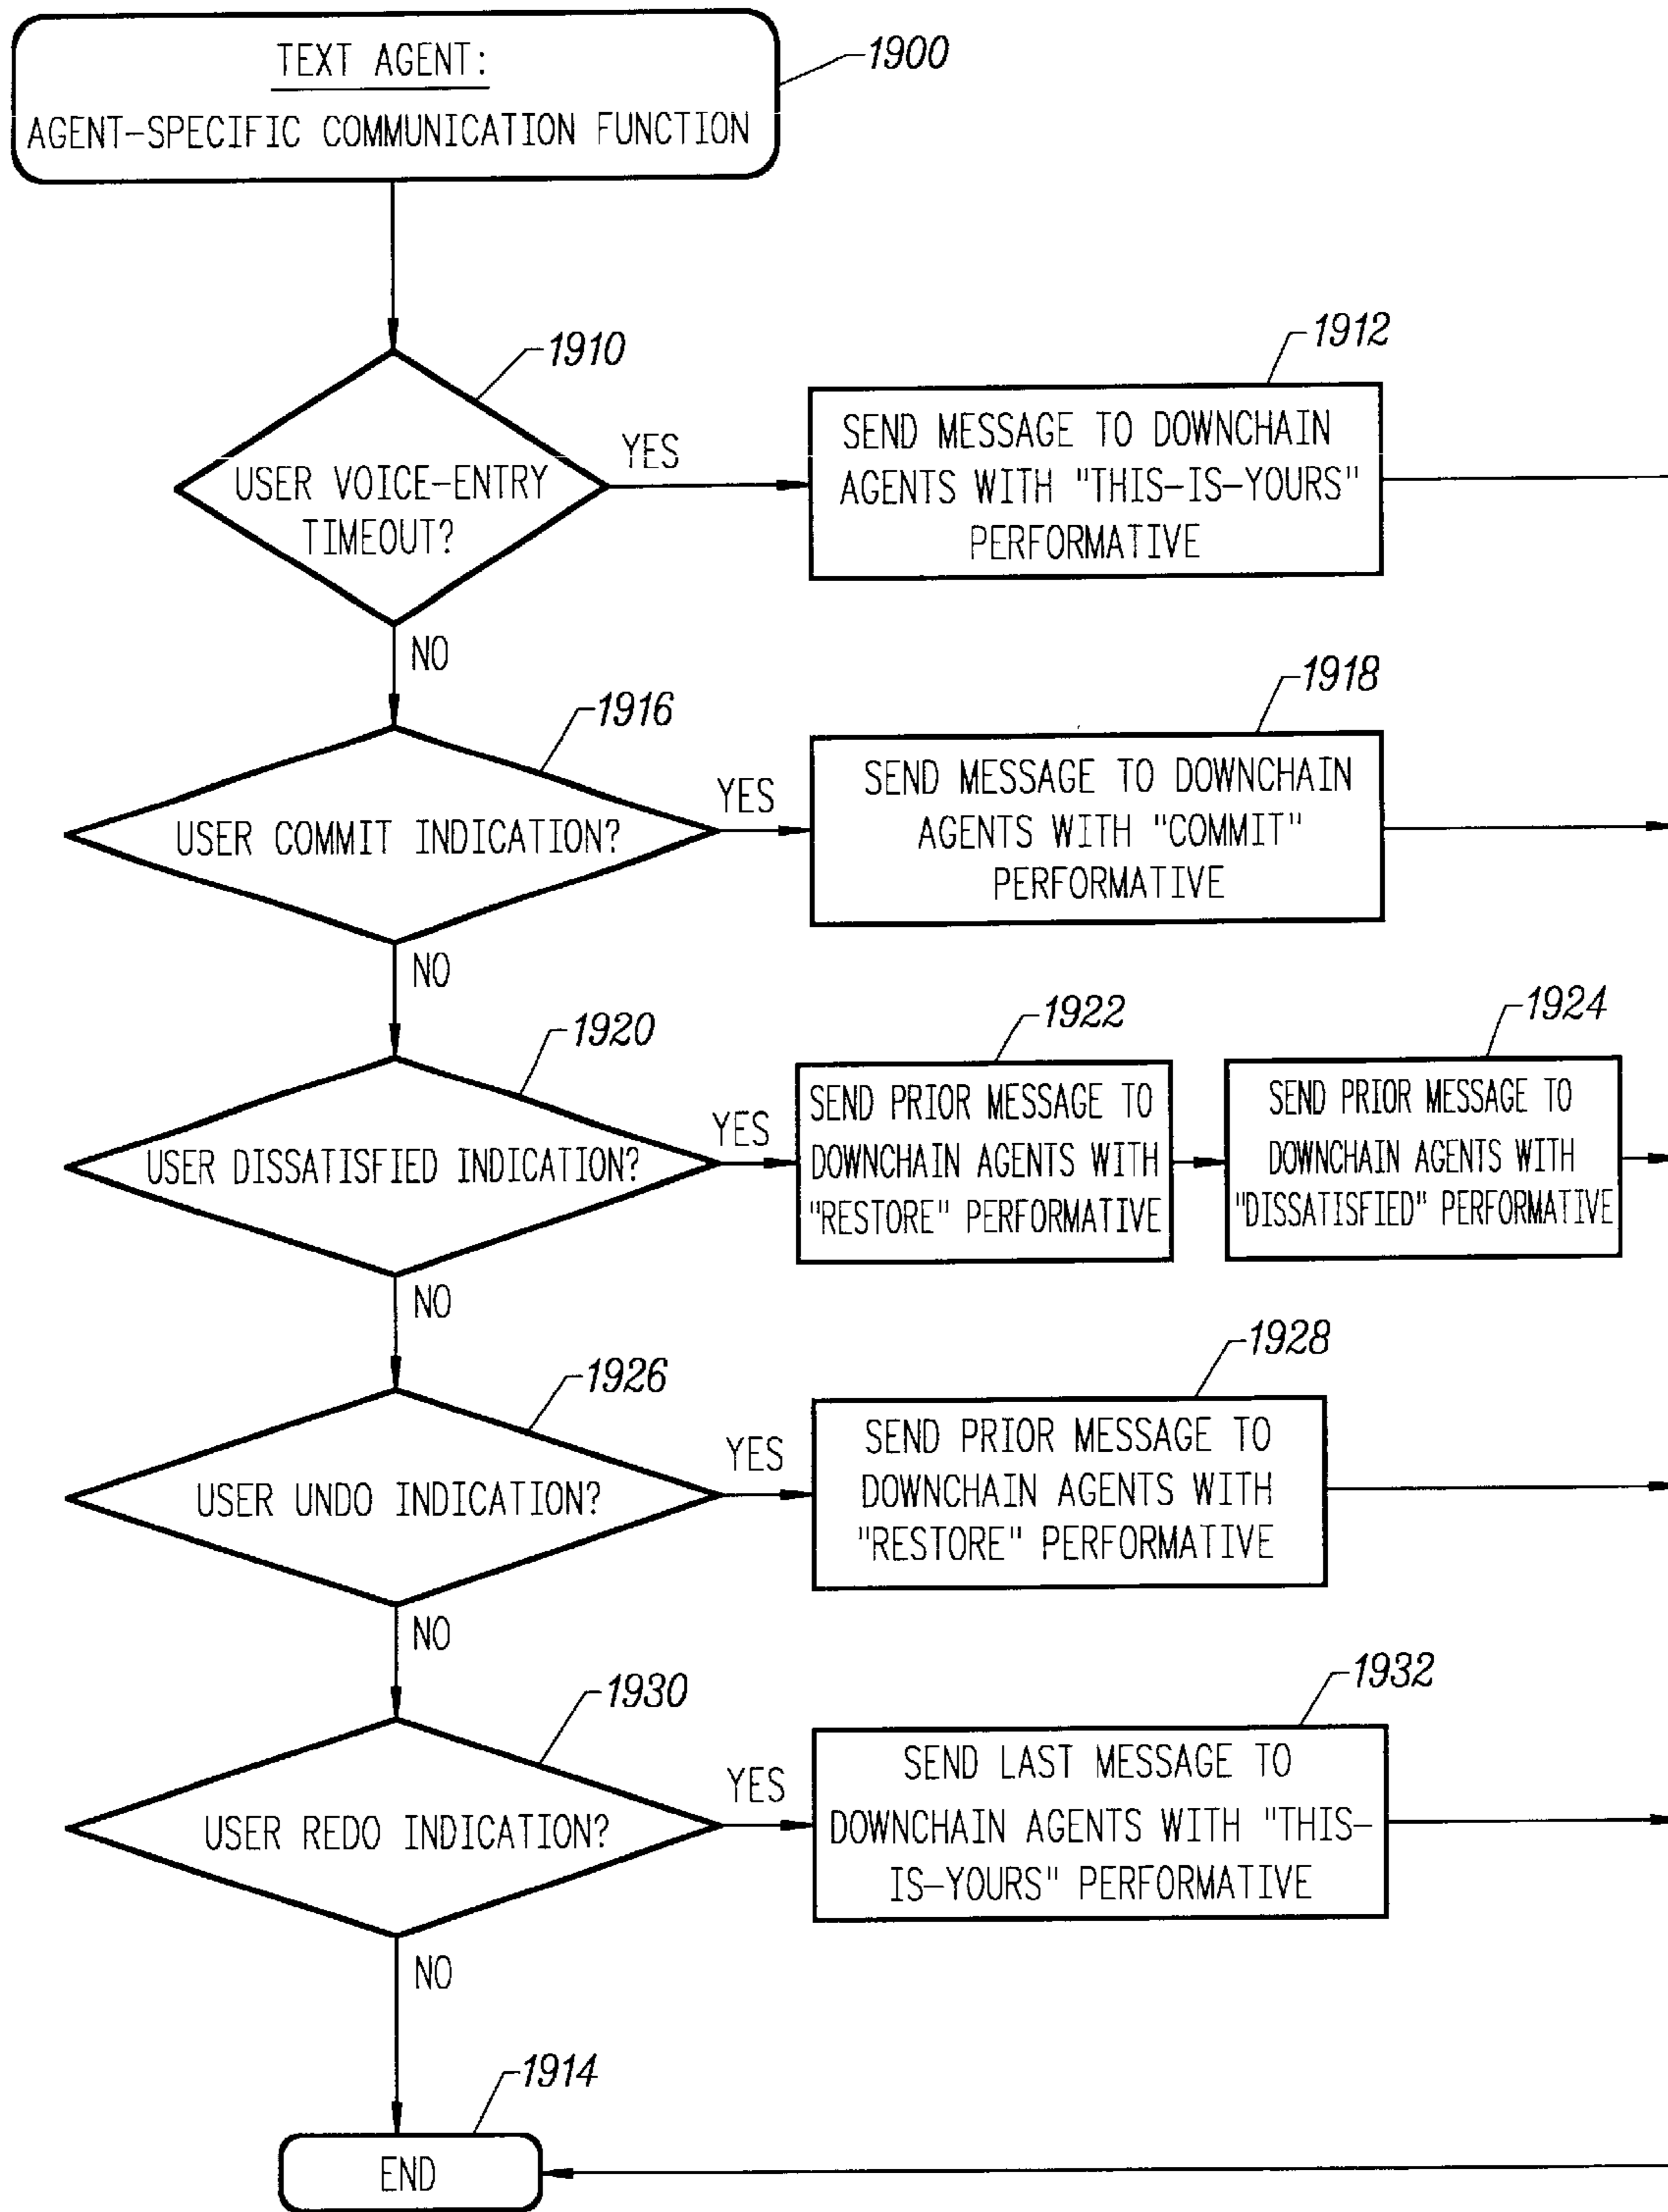 TEXT AGENT:
AGENT-SPECIFIC COMMUNICATION FUNCTION
1900
1910
USER VOICE-ENTRY
TIMEOUT?
YES
NO
1912
SEND MESSAGE TO DOWNCHAIN
AGENTS WITH "THIS-IS-YOURS"
PERFORMATIVE
1916
USER COMMIT INDICATION?
YES
NO
1918
SEND MESSAGE TO DOWNCHAIN
AGENTS WITH "COMMIT"
PERFORMATIVE
1920
USER DISSATISFIED INDICATION?
YES
NO
1922
SEND PRIOR MESSAGE TO
DOWNCHAIN AGENTS WITH
"RESTORE" PERFORMATIVE
1924
SEND PRIOR MESSAGE TO
DOWNCHAIN AGENTS WITH
"DISSATISFIED" PERFORMATIVE
1926
USER UNDO INDICATION?
YES
NO
1928
SEND PRIOR MESSAGE TO
DOWNCHAIN AGENTS WITH
"RESTORE" PERFORMATIVE
1930
USER REDO INDICATION?
YES
NO
1932
SEND LAST MESSAGE TO
DOWNCHAIN AGENTS WITH "THIS-
IS-YOURS" PERFORMATIVE
1914
END